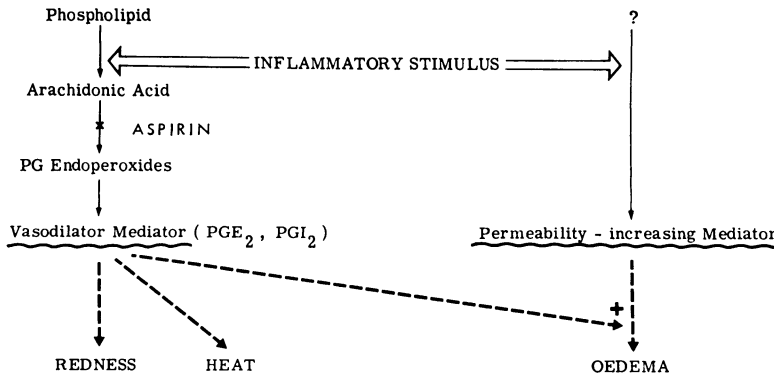 Phospholipid ?
INFLAMMATORY STIMULUS
Arachidonic Acid
ASPIRIN
PG Endoperoxides
Vasodilator Mediator ( PGE2 , PGI2 ) Permeability - increasing Mediator
+
REDNESS HEAT OEDEMA